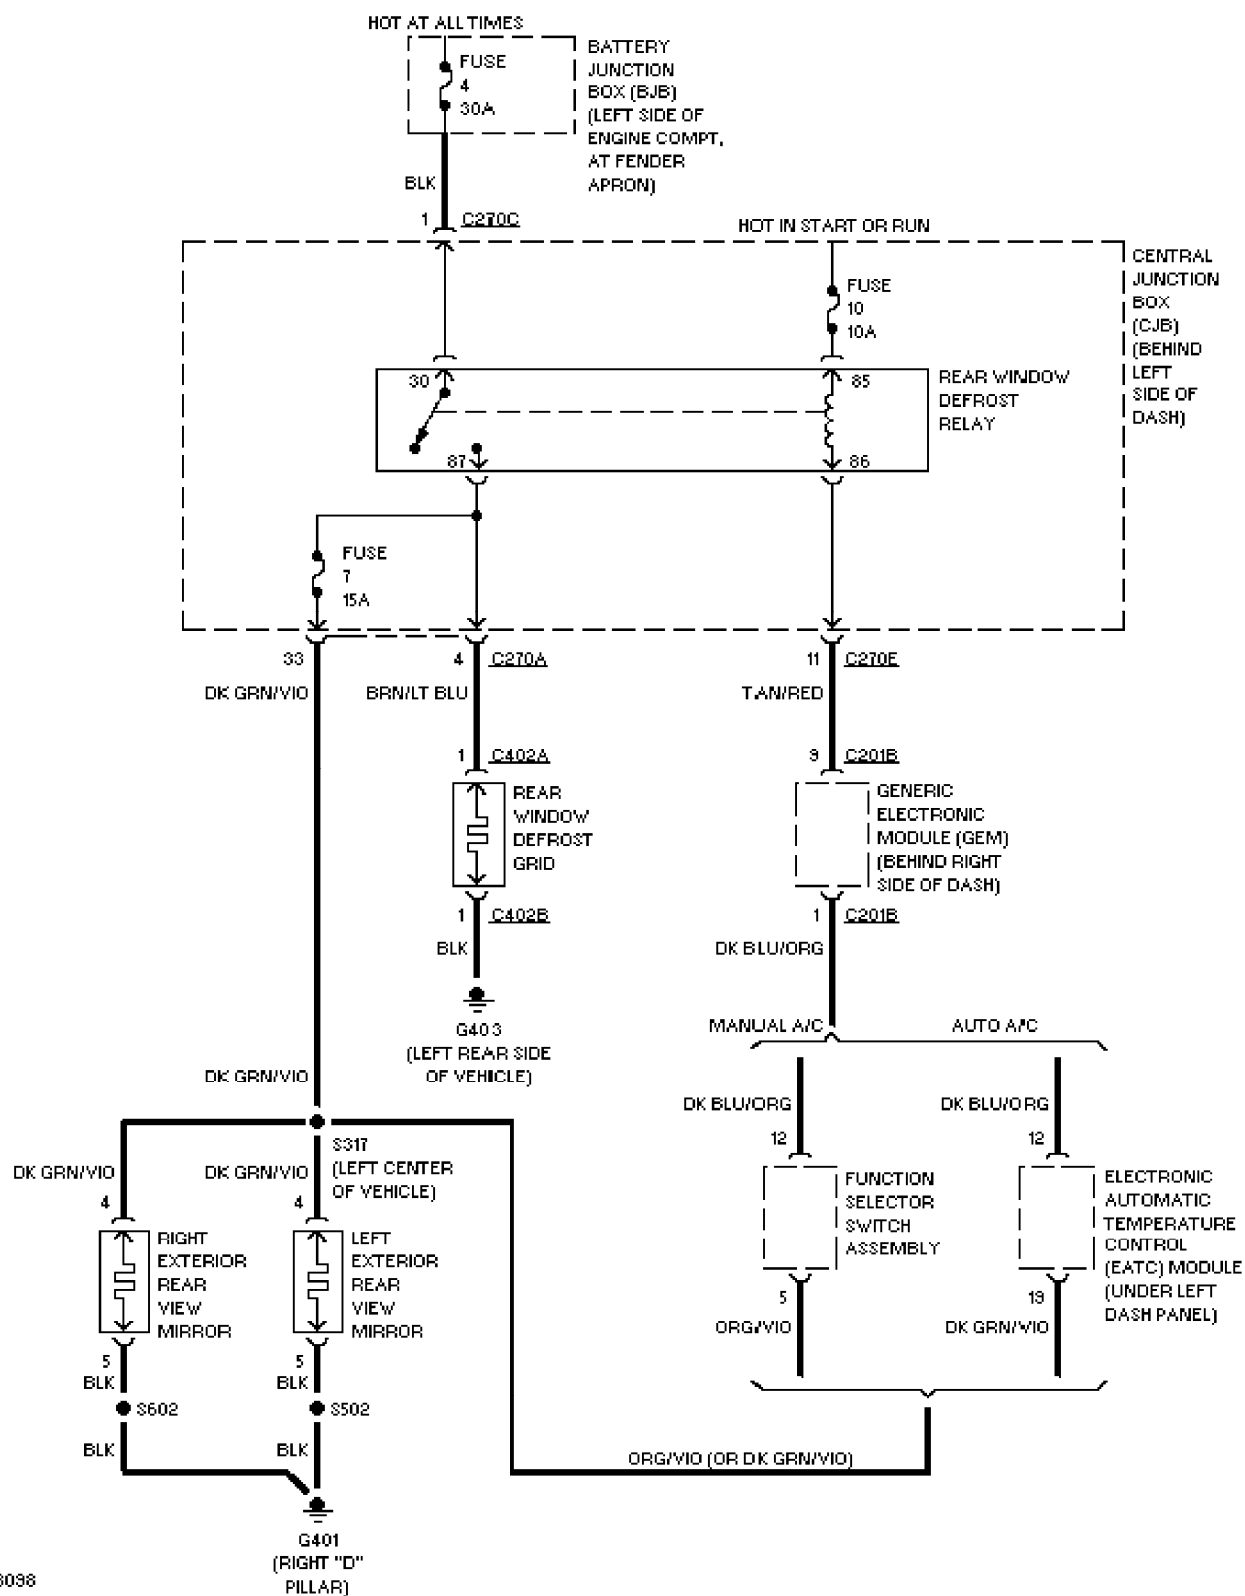 HOT AT ALL TIMES
FUSE
4
30A
BATTERY
JUNCTION
BOX (BJB)
(LEFT SIDE OF
ENGINE COMPT,
AT FENDER
APRON)
BLK
1 C270C
HOT IN START OR RUN
FUSE
10
10A
CENTRAL
JUNCTION
BOX
(CJB)
(BEHIND
LEFT
SIDE OF
DASH)
30
85
87
86
REAR WINDOW
DEFROST
RELAY
FUSE
7
15A
33
4 C270A
11 C270E
DK GRN/VIO
BRN/LT BLU
TAN/RED
1 C402A
9 C201B
REAR
WINDOW
DEFROST
GRID
GENERIC
ELECTRONIC
MODULE (GEM)
(BEHIND RIGHT
SIDE OF DASH)
1 C402B
1 C201B
BLK
DK BLU/ORG
G403
(LEFT REAR SIDE
OF VEHICLE)
MANUAL A/C
AUTO A/C
DK GRN/VIO
DK BLU/ORG
DK BLU/ORG
12
12
S317
(LEFT CENTER
OF VEHICLE)
DK GRN/VIO
DK GRN/VIO
4
4
FUNCTION
SELECTOR
SWITCH
ASSEMBLY
ELECTRONIC
AUTOMATIC
TEMPERATURE
CONTROL
(EATC) MODULE
(UNDER LEFT
DASH PANEL)
RIGHT
EXTERIOR
REAR
VIEW
MIRROR
LEFT
EXTERIOR
REAR
VIEW
MIRROR
5
19
ORG/VIO
DK GRN/VIO
5
BLK
5
BLK
S602
S502
BLK
BLK
ORG/VIO (OR DK GRN/VIO)
G401
(RIGHT "D"
PILLAR)